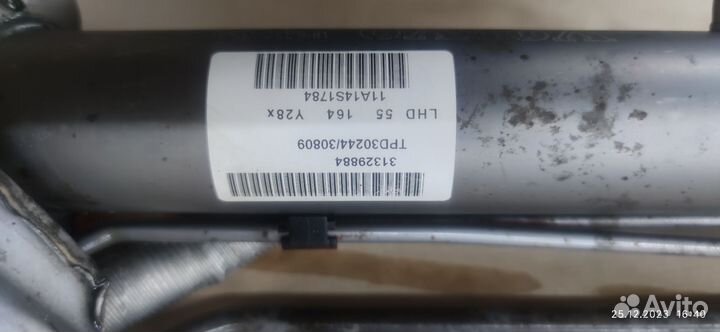 31329884
TPD30244/30809
LHD 55 164 Y28x
11A14S1784
25.12.2023 16:40
Avito